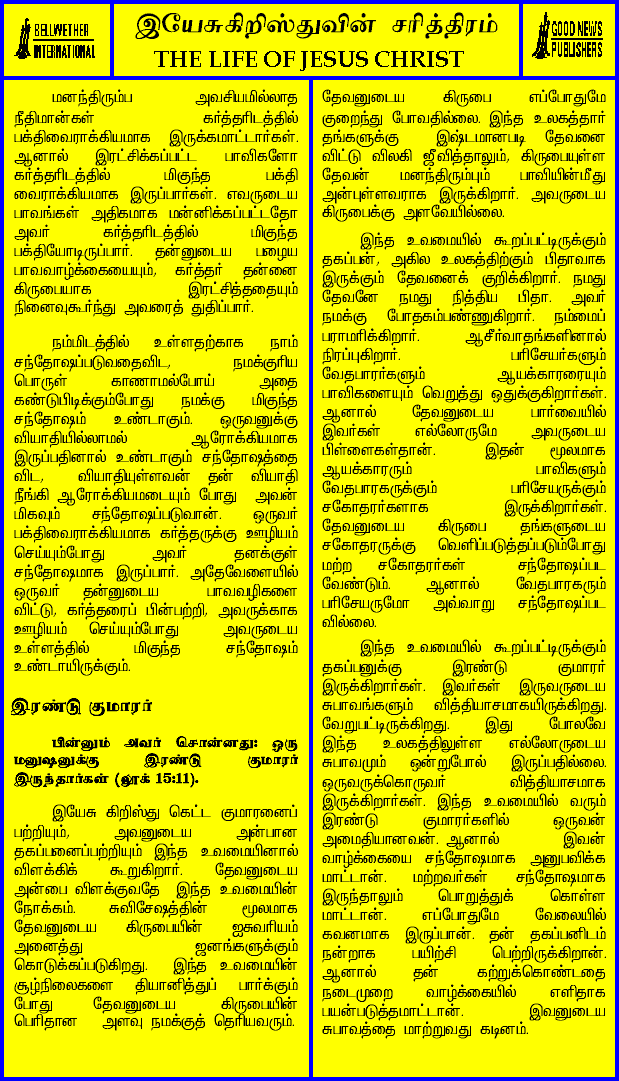 BELLWETHER
INTERNATIONAL
இயேசுகிறிஸ்துவின் சரித்திரம்
THE LIFE OF JESUS CHRIST
GOOD NEWS
PUBLISHERS
மனந்திரும்ப அவசியமில்லாத
நீதிமான்கள் கர்த்தரிடத்தில்
பக்திவைராக்கியமாக இருக்கமாட்டார்கள்.
ஆனால் இரட்சிக்கப்பட்ட பாவிகளோ
கர்த்தரிடத்தில் மிகுந்த பக்தி
வைராக்கியமாக இருப்பார்கள். எவருடைய
பாவங்கள் அதிகமாக மன்னிக்கப்பட்டதோ
அவர் கர்த்தரிடத்தில் மிகுந்த
பக்தியோடிருப்பார். தன்னுடைய பழைய
பாவவாழ்க்கையையும், கர்த்தர் தன்னை
கிருபையாக இரட்சித்ததையும்
நினைவுகூர்ந்து அவரைத் துதிப்பார்.
நம்மிடத்தில் உள்ளதற்காக நாம்
சந்தோஷப்படுவதைவிட, நமக்குரிய
பொருள் காணாமல்போய் அதை
கண்டுபிடிக்கும்போது நமக்கு மிகுந்த
சந்தோஷம் உண்டாகும். ஒருவனுக்கு
வியாதியில்லாமல் ஆரோக்கியமாக
இருப்பதினால் உண்டாகும் சந்தோஷத்தை
விட, வியாதியுள்ளவன் தன் வியாதி
நீங்கி ஆரோக்கியமடையும் போது அவன்
மிகவும் சந்தோஷப்படுவான். ஒருவர்
பக்திவைராக்கியமாக கர்த்தருக்கு ஊழியம்
செய்யும்போது அவர் தனக்குள்
சந்தோஷமாக இருப்பார். அதேவேளையில்
ஒருவர் தன்னுடைய பாவவழிகளை
விட்டு, கர்த்தரைப் பின்பற்றி, அவருக்காக
ஊழியம் செய்யும்போது அவருடைய
உள்ளத்தில் மிகுந்த சந்தோஷம்
உண்டாயிருக்கும்.
இரண்டு குமாரர்
பின்னும் அவர் சொன்னது: ஒரு
மனுஷனுக்கு இரண்டு குமாரர்
இருந்தார்கள் (லூக் 15:11).
இயேசு கிறிஸ்து கெட்ட குமாரனைப்
பற்றியும், அவனுடைய அன்பான
தகப்பனைப்பற்றியும் இந்த உவமையினால்
விளக்கிக் கூறுகிறார். தேவனுடைய
அன்பை விளக்குவதே இந்த உவமையின்
நோக்கம். சுவிசேஷத்தின் மூலமாக
தேவனுடைய கிருபையின் ஐசுவரியம்
அனைத்து ஜனங்களுக்கும்
கொடுக்கப்படுகிறது. இந்த உவமையின்
சூழ்நிலைகளை தியானித்துப் பார்க்கும்
போது தேவனுடைய கிருபையின்
பெரிதான அளவு நமக்குத் தெரியவரும்.
தேவனுடைய கிருபை எப்போதுமே
குறைந்து போவதில்லை. இந்த உலகத்தார்
தங்களுக்கு இஷ்டமானபடி தேவனை
விட்டு விலகி ஜீவித்தாலும், கிருபையுள்ள
தேவன் மனந்திரும்பும் பாவியின்மீது
அன்புள்ளவராக இருக்கிறார். அவருடைய
கிருபைக்கு அளவேயில்லை.
இந்த உவமையில் கூறப்பட்டிருக்கும்
தகப்பன், அகில உலகத்திற்கும் பிதாவாக
இருக்கும் தேவனைக் குறிக்கிறார். நமது
தேவனே நமது நித்திய பிதா. அவர்
நமக்கு போதகம்பண்ணுகிறார். நம்மைப்
பராமரிக்கிறார். ஆசீர்வாதங்களினால்
நிரப்புகிறார். பரிசேயர்களும்
வேதபாரர்களும் ஆயக்காரரையும்
பாவிகளையும் வெறுத்து ஒதுக்குகிறார்கள்.
ஆனால் தேவனுடைய பார்வையில்
இவர்கள் எல்லோருமே அவருடைய
பிள்ளைகள்தான். இதன் மூலமாக
ஆயக்காரரும் பாவிகளும்
வேதபாரகருக்கும் பரிசேயருக்கும்
சகோதரர்களாக இருக்கிறார்கள்.
தேவனுடைய கிருபை தங்களுடைய
சகோதரருக்கு வெளிப்படுத்தப்படும்போது
மற்ற சகோதரர்கள் சந்தோஷப்பட
வேண்டும். ஆனால் வேதபாரகரும்
பரிசேயருமோ அவ்வாறு சந்தோஷப்பட
வில்லை.
இந்த உவமையில் கூறப்பட்டிருக்கும்
தகப்பனுக்கு இரண்டு குமாரர்
இருக்கிறார்கள். இவர்கள் இருவருடைய
சுபாவங்களும் வித்தியாசமாகயிருக்கிறது.
வேறுபட்டிருக்கிறது. இது போலவே
இந்த உலகத்திலுள்ள எல்லோருடைய
சுபாவமும் ஒன்றுபோல் இருப்பதில்லை.
ஒருவருக்கொருவர் வித்தியாசமாக
இருக்கிறார்கள். இந்த உவமையில் வரும்
இரண்டு குமாரர்களில் ஒருவன்
அமைதியானவன். ஆனால் இவன்
வாழ்க்கையை சந்தோஷமாக அனுபவிக்க
மாட்டான். மற்றவர்கள் சந்தோஷமாக
இருந்தாலும் பொறுத்துக் கொள்ள
மாட்டான். எப்போதுமே வேலையில்
கவனமாக இருப்பான். தன் தகப்பனிடம்
நன்றாக பயிற்சி பெற்றிருக்கிறான்.
ஆனால் தன் கற்றுக்கொண்டதை
நடைமுறை வாழ்க்கையில் எளிதாக
பயன்படுத்தமாட்டான். இவனுடைய
சுபாவத்தை மாற்றுவது கடினம்.